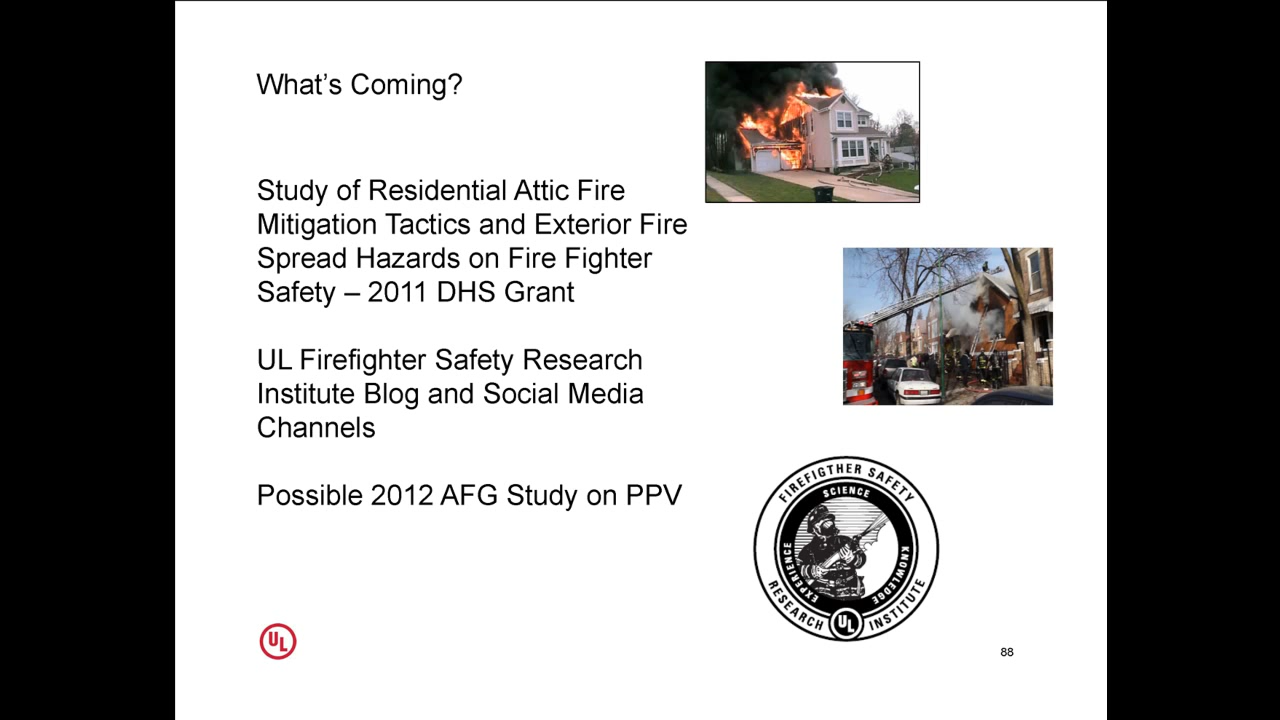 What’s Coming?
Study of Residential Attic Fire
Mitigation Tactics and Exterior Fire
Spread Hazards on Fire Fighter
Safety – 2011 DHS Grant
UL Firefighter Safety Research
Institute Blog and Social Media
Channels
Possible 2012 AFG Study on PPV
FIREFIGTHER SAFETY
SCIENCE
EXPERIENCE
KNOWLEDGE
RESEARCH
UL
INSTITUTE
UL
88